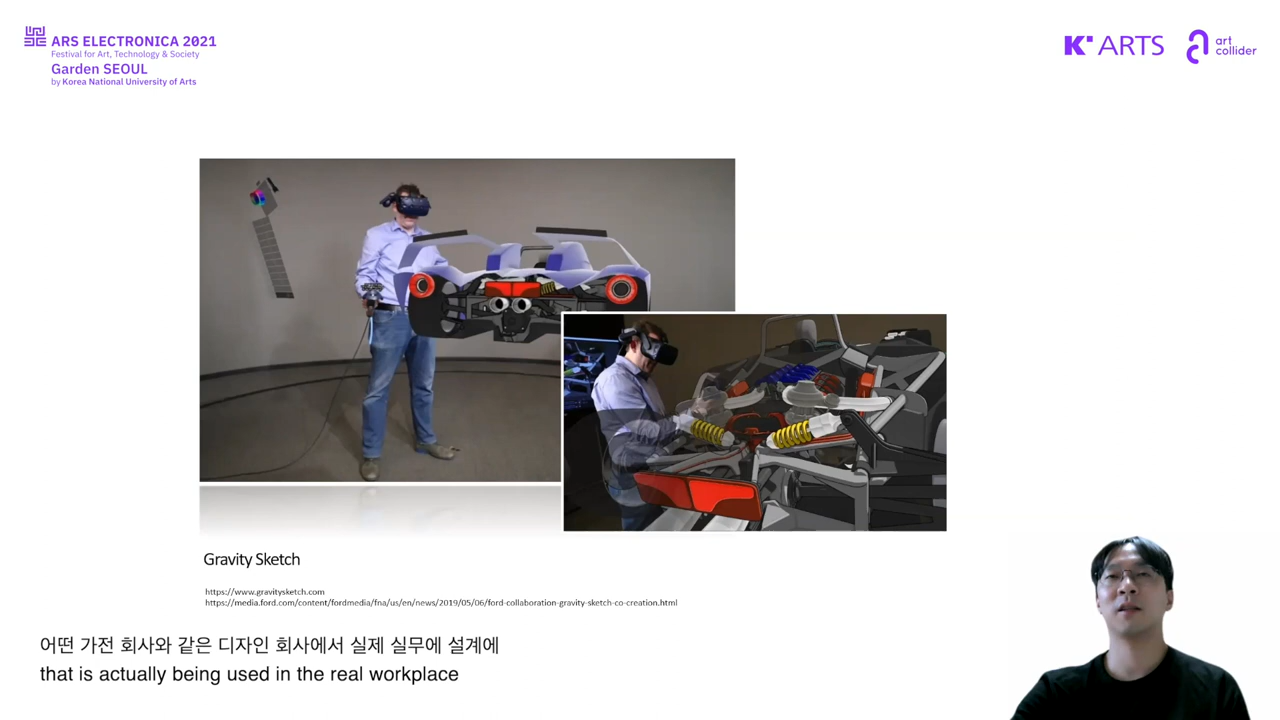 ARS ELECTRONICA 2021
Festival for Art, Technology & Society
Garden SEOUL
by Korea National University of Arts
K' ARTS
art
collider
Gravity Sketch
https://www.gravitysketch.com
https://media.ford.com/content/fordmedia/fna/us/en/news/2019/05/06/ford-collaboration-gravity-sketch-co-creation.html
어떤 가전 회사와 같은 디자인 회사에서 실제 실무에 설계에
that is actually being used in the real workplace